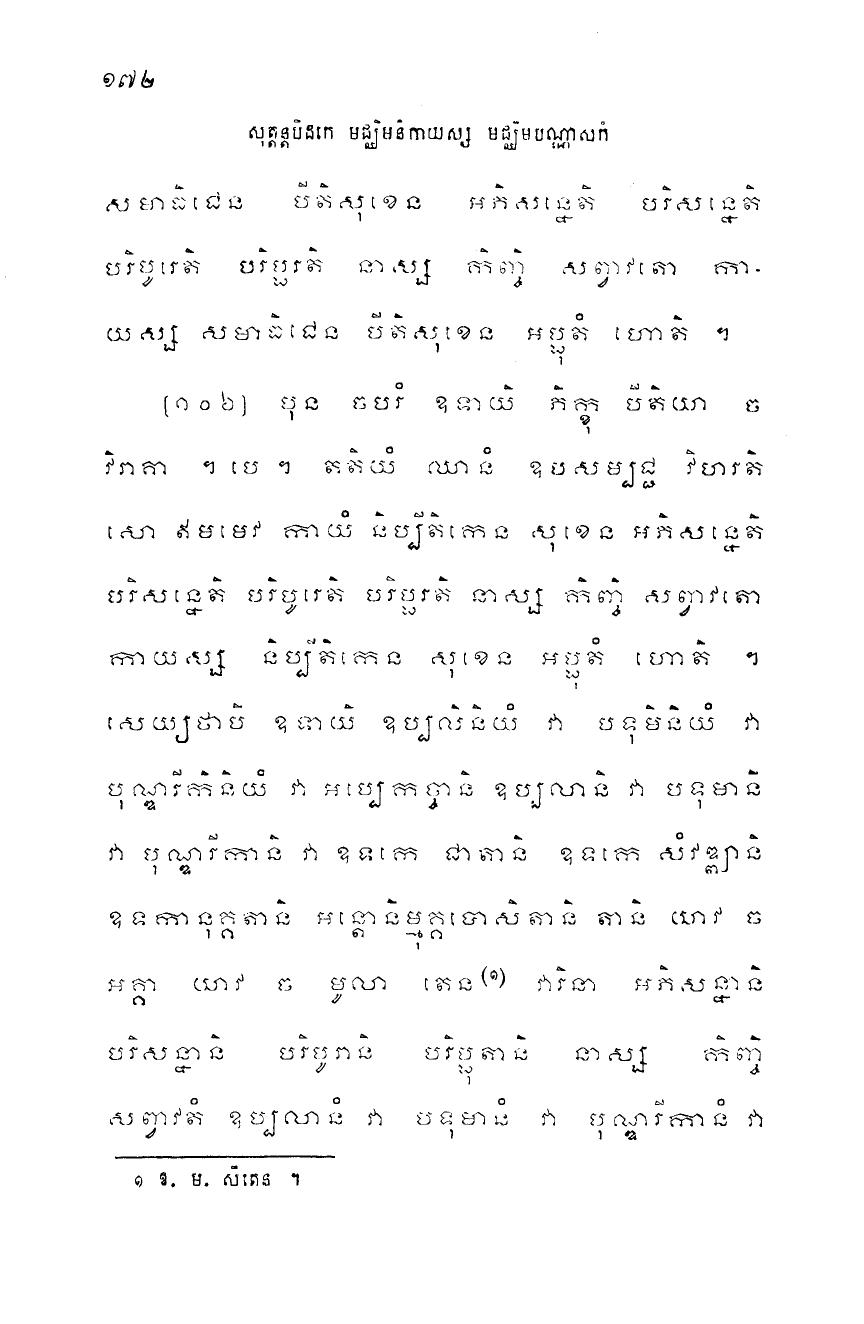 ១៧២
សុត្តន្តបិដកេ មជ្ឈិមនិកាយស្ស មជ្ឈិមបណ្ណាសកំ
សមាធិជេន បីតិសុខេន អភិសន្នេតិ បរិសន្នេតិ
បរិបូរេតិ បរិប្ផរតិ នាស្ស កិញ្ចិ សព្វាវតោ កា-
យស្ស សមាធិជេន បីតិសុខេន អប្ផុតំ ហោតិ ។
[១០៦] បុន ចបរំ ឧទាយិ ភិក្ខុ បីតិយា ច
វិរាគា ។ បេ ។ តតិយំ ឈានំ ឧបសម្បជ្ជ វិហរតិ
សោ ឥមមេវ កាយំ និប្បីតិកេន សុខេន អភិសន្នេតិ
បរិសន្នេតិ បរិបូរេតិ បរិប្ផរតិ នាស្ស កិញ្ចិ សព្វាវតោ
កាយស្ស និប្បីតិកេន សុខេន អប្ផុតំ ហោតិ ។
សេយ្យថាបិ ឧទាយិ ឧប្បលិនិយំ វា បទុមិនិយំ វា
បុណ្ឌរីកិនិយំ វា អប្បេកច្ចានិ ឧប្បលានិ វា បទុមានិ
វា បុណ្ឌរីកានិ វា ឧទកេ ជាតានិ ឧទកេ សំវឌ្ឍានិ
ឧទកានុគ្គតានិ អន្តោនិមុគ្គបោសិតានិ តានិ យាវ ច
អគ្គា យាវ ច មូលា តេន(១) វារិនា អភិសន្នានិ
បរិសន្នានិ បរិបូរានិ បរិប្ផុតានិ នាស្ស កិញ្ចិ
សព្វាវតំ ឧប្បលានំ វា បទុមានំ វា បុណ្ឌរីកានំ វា
១ ឱ. ម. សីតេន ។